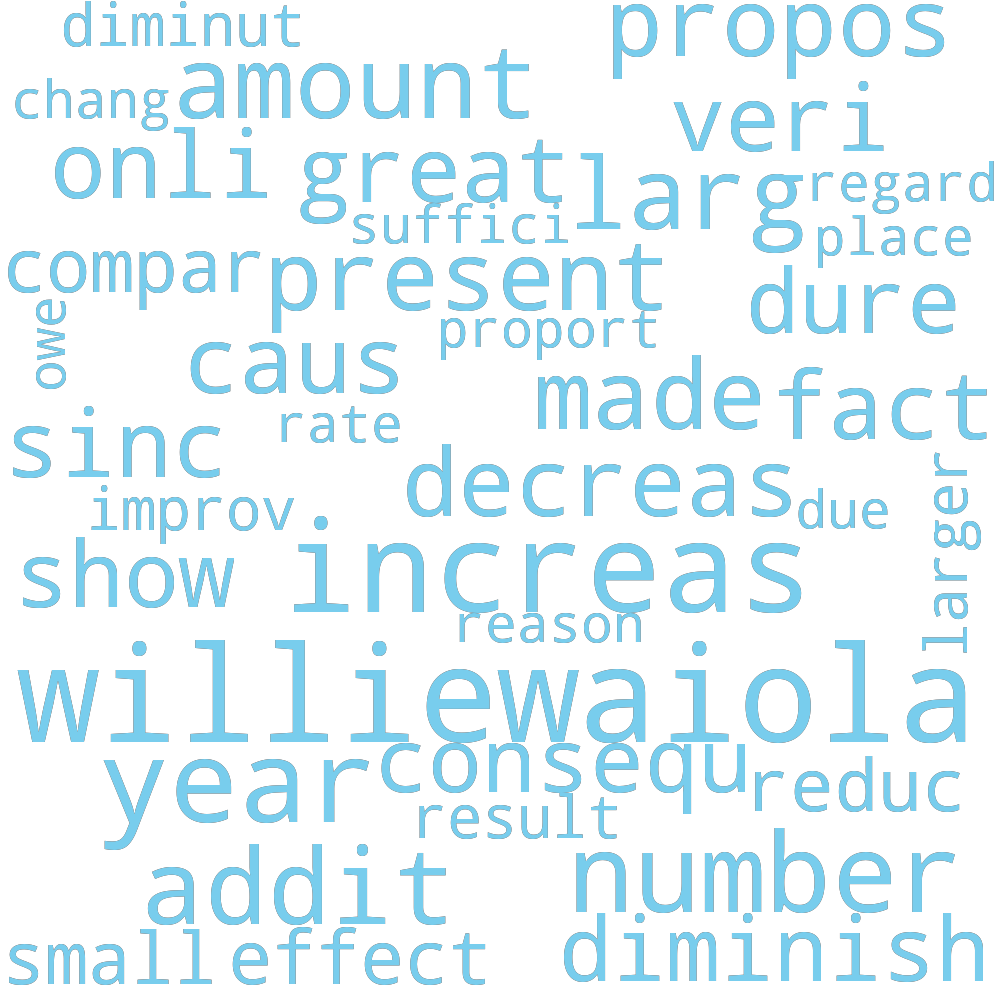 diminut propos
chang amount veri
onli great larg regard
suffici place
compar present dure
owe proport
caus made fact
sinc rate
decreas larger
improv due
show increas
reason
williewaiola
year consequ reduc
result
addit number
small effect diminish